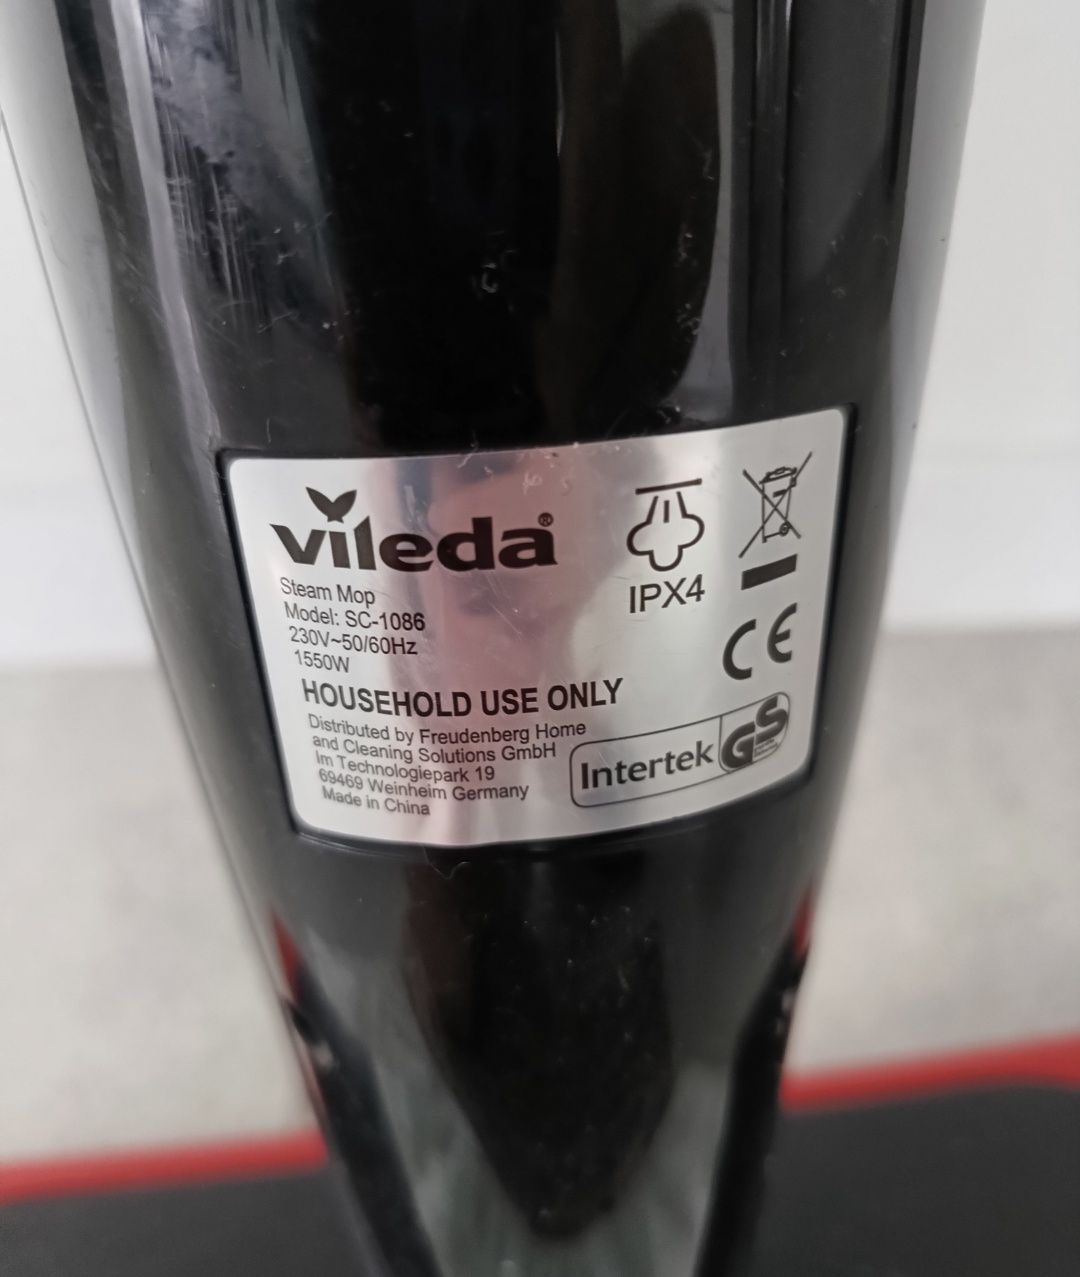 vileda®
Steam Mop
Model: SC-1086
230V~50/60Hz
1550W
HOUSEHOLD USE ONLY
Distributed by Freudenberg Home
and Cleaning Solutions GmbH
Im Technologiepark 19
69469 Weinheim Germany
Made in China
IPX4
CE
Intertek
GS